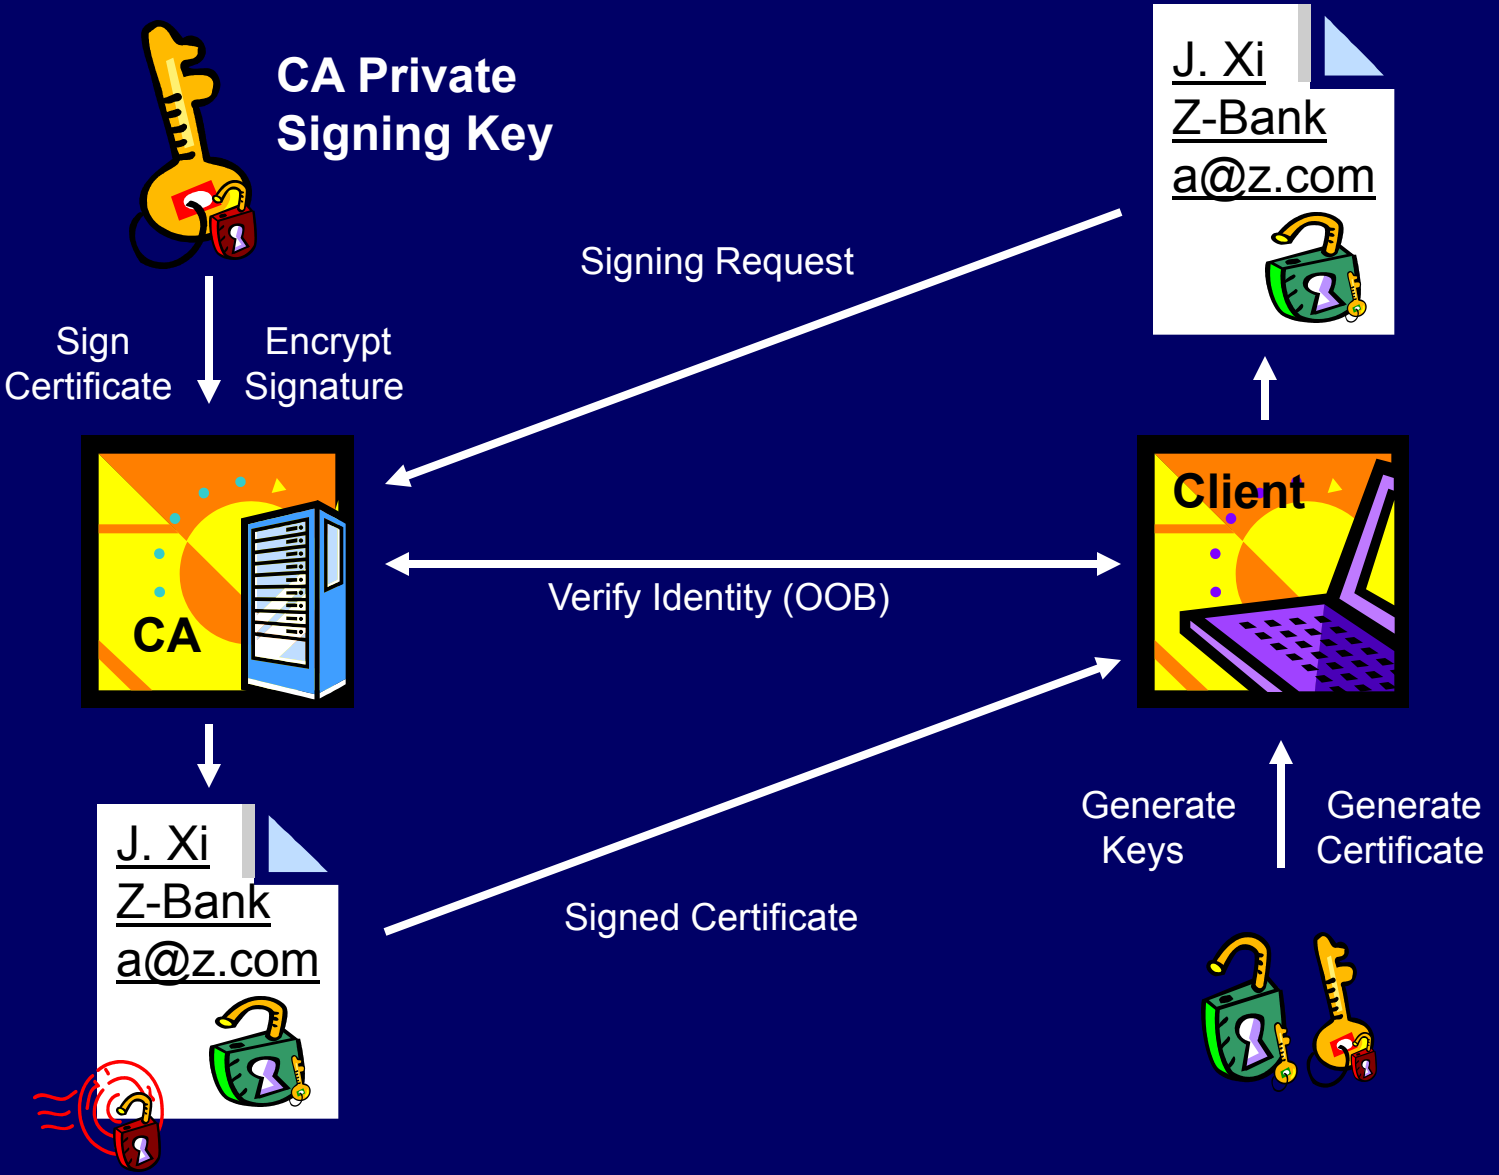 CA Private
Signing Key
J. Xi
Z-Bank
a@z.com
Signing Request
Sign
Certificate
Encrypt
Signature
CA
Client
Verify Identity (OOB)
Generate
Keys
Generate
Certificate
J. Xi
Z-Bank
a@z.com
Signed Certificate